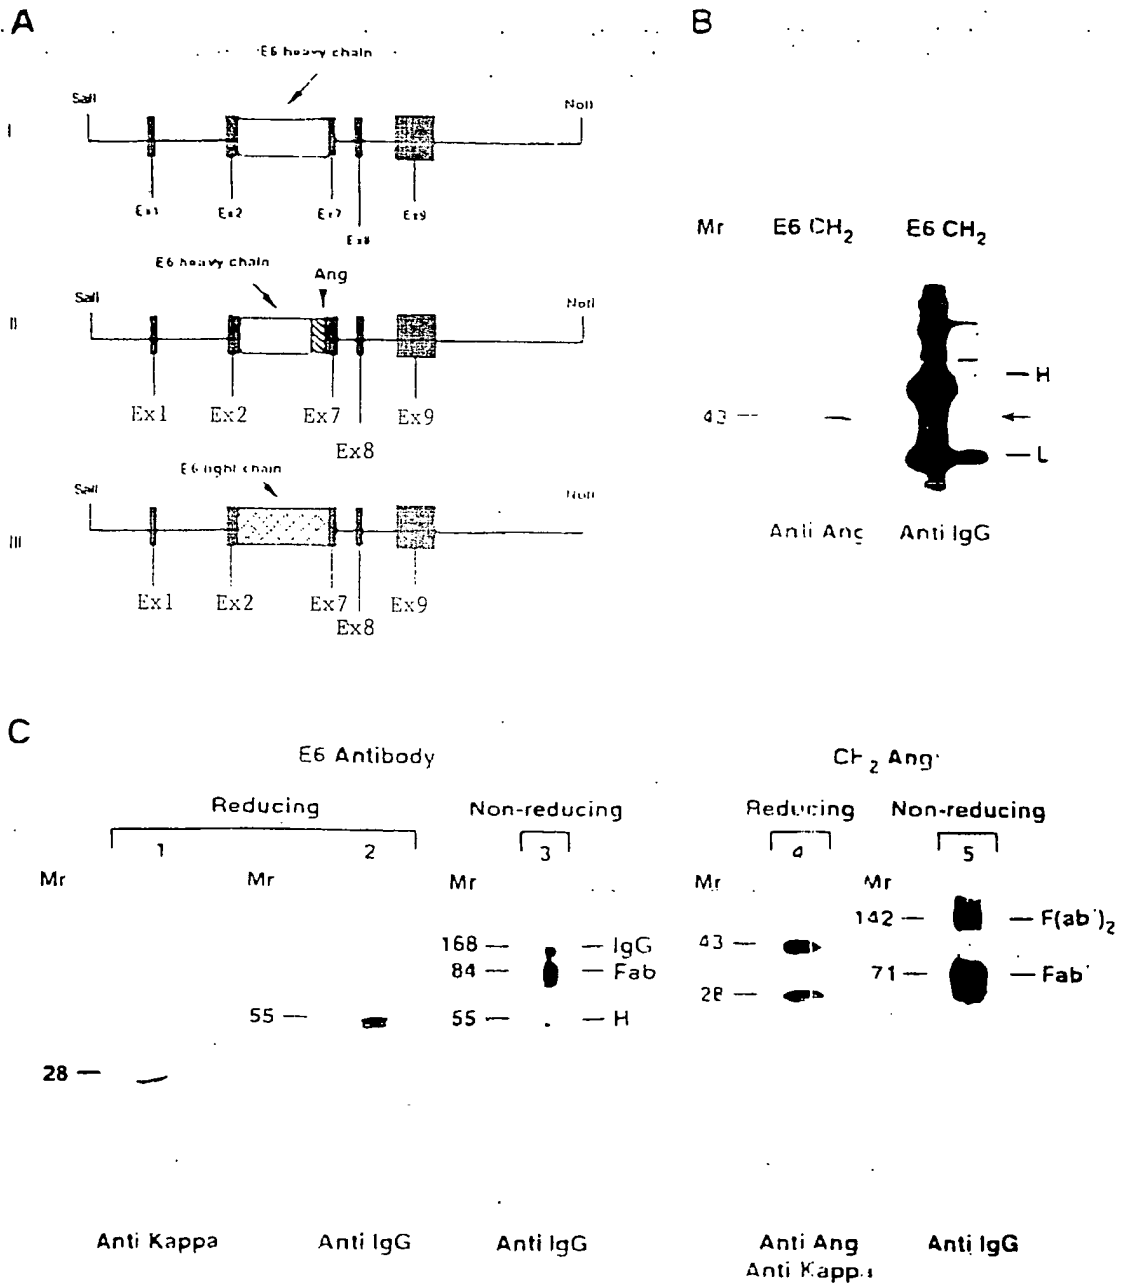 A
E6 heavy chain
SalI
NotI
I
Ex1
Ex2
Ex7
Ex8
Ex9
E6 heavy chain
Ang
SalI
NotI
II
Ex1
Ex2
Ex7
Ex8
Ex9
E6 light chain
SalI
NotI
III
Ex1
Ex2
Ex7
Ex8
Ex9
B
Mr
E6 CH2
E6 CH2
H
43
L
Anti Ang
Anti IgG
C
E6 Antibody
CH2 Ang
Reducing
Non-reducing
Reducing
Non-reducing
1
2
3
4
5
Mr
Mr
Mr
Mr
Mr
142
F(ab')2
168
IgG
43
84
Fab
71
Fab'
28
55
55
H
28
Anti Kappa
Anti IgG
Anti IgG
Anti Ang
Anti Kappa
Anti IgG